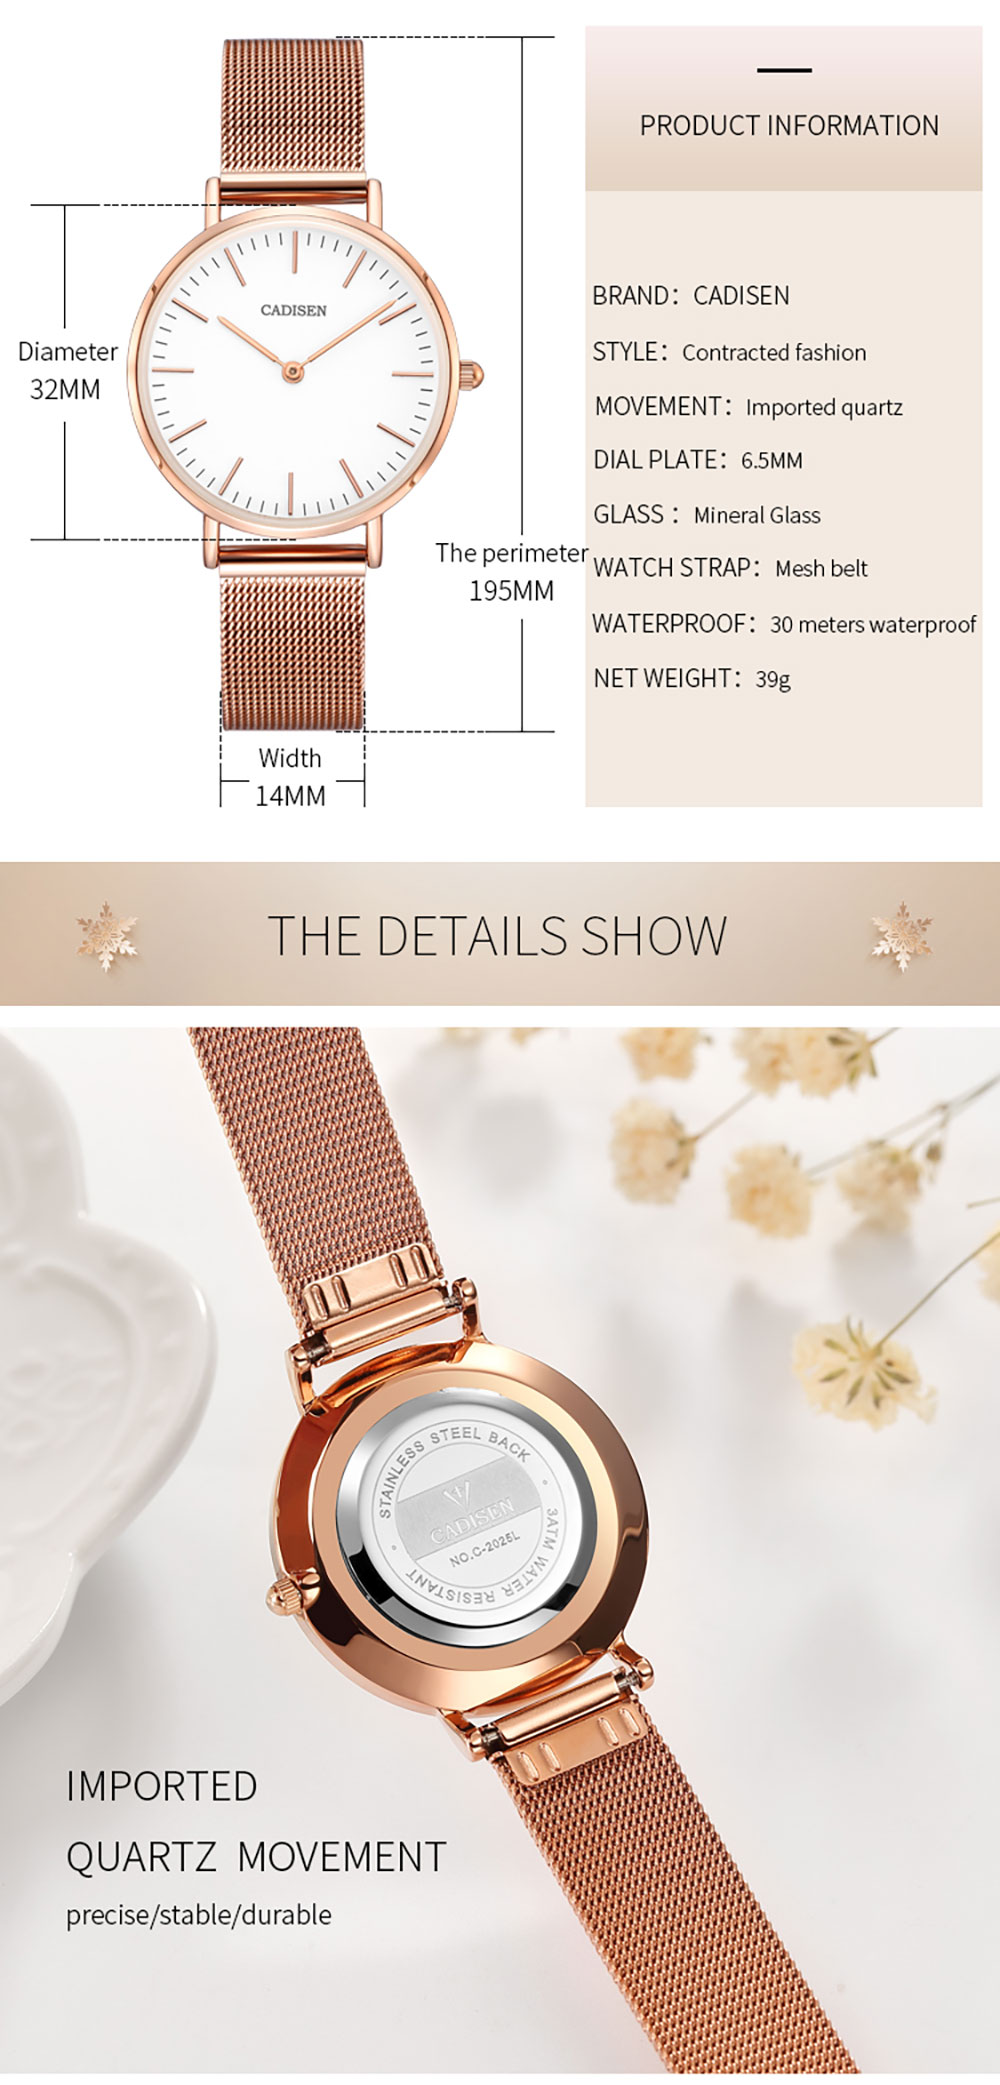 PRODUCT INFORMATION
CADISEN
Diameter
32MM
The perimeter
195MM
Width
14MM
BRAND: CADISEN
STYLE: Contracted fashion
MOVEMENT: Imported quartz
DIAL PLATE: 6.5MM
GLASS : Mineral Glass
WATCH STRAP: Mesh belt
WATERPROOF: 30 meters waterproof
NET WEIGHT: 39g
THE DETAILS SHOW
STAINLESS STEEL BACK
CADISEN
NO.C-2025L
3ATM WATER RESISTANT
IMPORTED
QUARTZ MOVEMENT
precise/stable/durable